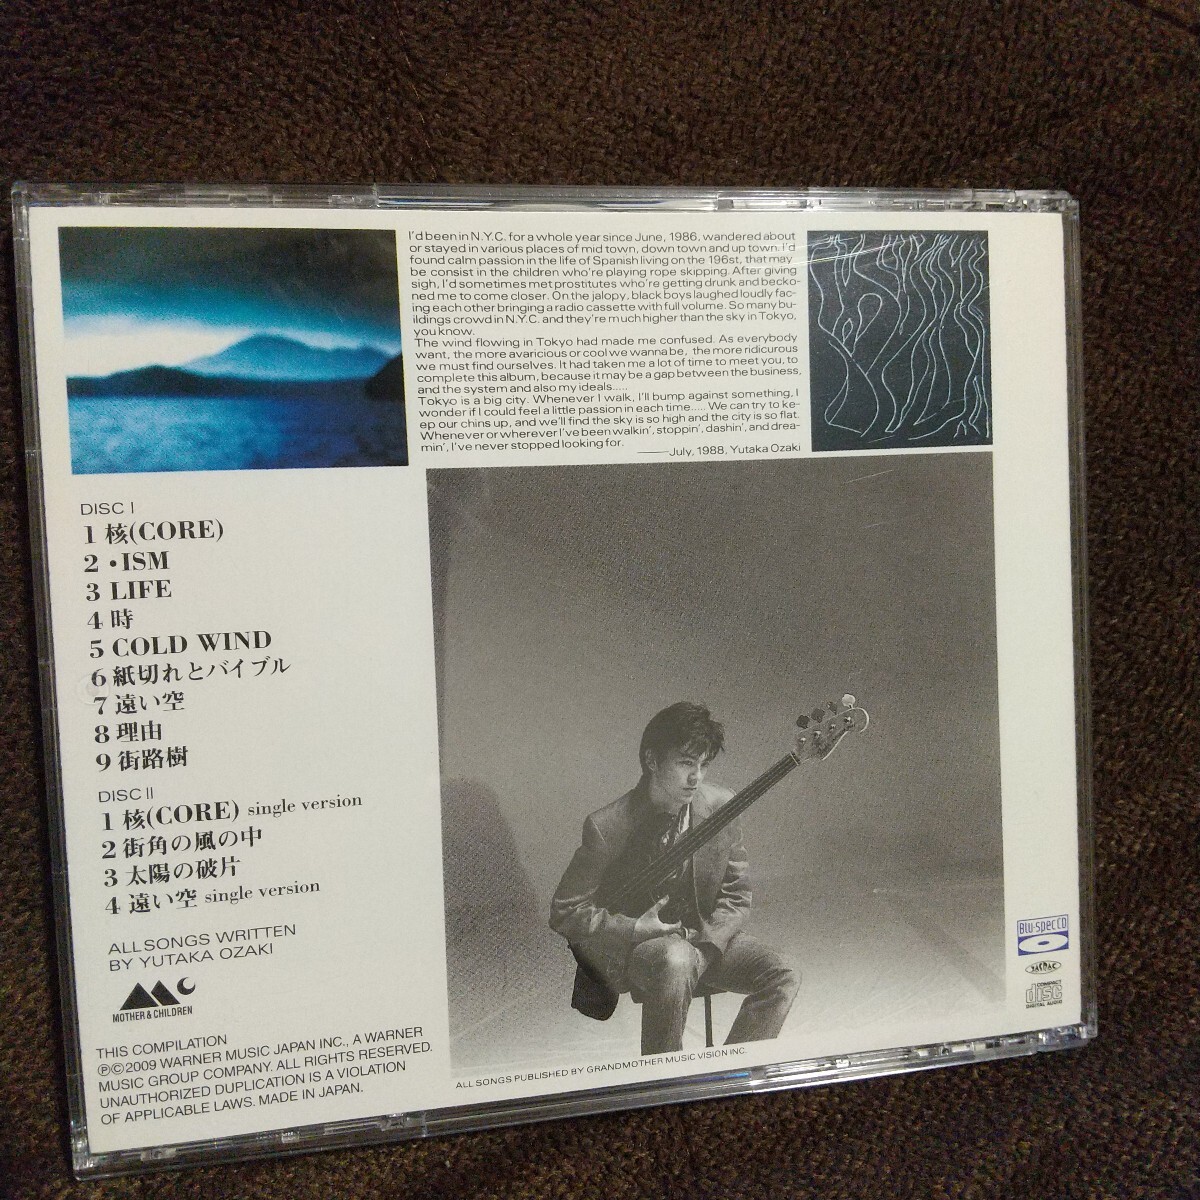 I'd been in N.Y.C. for a whole year since June, 1986, wandered about
or stayed in various places of mid town, down town and up town. I'd
found calm passion in the life of Spanish living on the 196st, that may
be consist in the children who're playing rope skipping. After giving
sigh, I'd sometimes met prostitutes who're getting drunk and becko-
ned me to come closer. On the jalopy, black boys laughed loudly fac-
ing each other bringing a radio cassette with full volume. So many bu-
ildings crowd in N.Y.C. and they're much higher than the sky in Tokyo,
you know.
The wind flowing in Tokyo had made me confused. As everybody
want, the more avaricious or cool we wanna be, the more ridicurous
we must find ourselves. It had taken me a lot of time to meet you, to
complete this album, because it may be a gap between the business,
and the system and also my ideals.....
Tokyo is a big city. Whenever I walk, I'll bump against something, I
wonder if I could feel a little passion in each time..... We can try to ke-
ep our chins up, and we'll find the sky is so high and the city is so flat.
Whenever or wherever I've been walkin', stoppin', dashin', and drea-
min', I've never stopped looking for.
——July, 1988, Yutaka Ozaki
DISC I
1 核(CORE)
2 ・ISM
3 LIFE
4 時
5 COLD WIND
6 紙切れとバイブル
7 遠い空
8 理由
9 街路樹
DISC II
1 核(CORE) single version
2 街角の風の中
3 太陽の破片
4 遠い空 single version
ALL SONGS WRITTEN
BY YUTAKA OZAKI
MOTHER & CHILDREN
THIS COMPILATION
℗©2009 WARNER MUSIC JAPAN INC., A WARNER
MUSIC GROUP COMPANY. ALL RIGHTS RESERVED.
UNAUTHORIZED DUPLICATION IS A VIOLATION
OF APPLICABLE LAWS. MADE IN JAPAN.
ALL SONGS PUBLISHED BY GRANDMOTHER MUSIC VISION INC.
Blu-specCD
JASRAC
COMPACT
disc
DIGITAL AUDIO